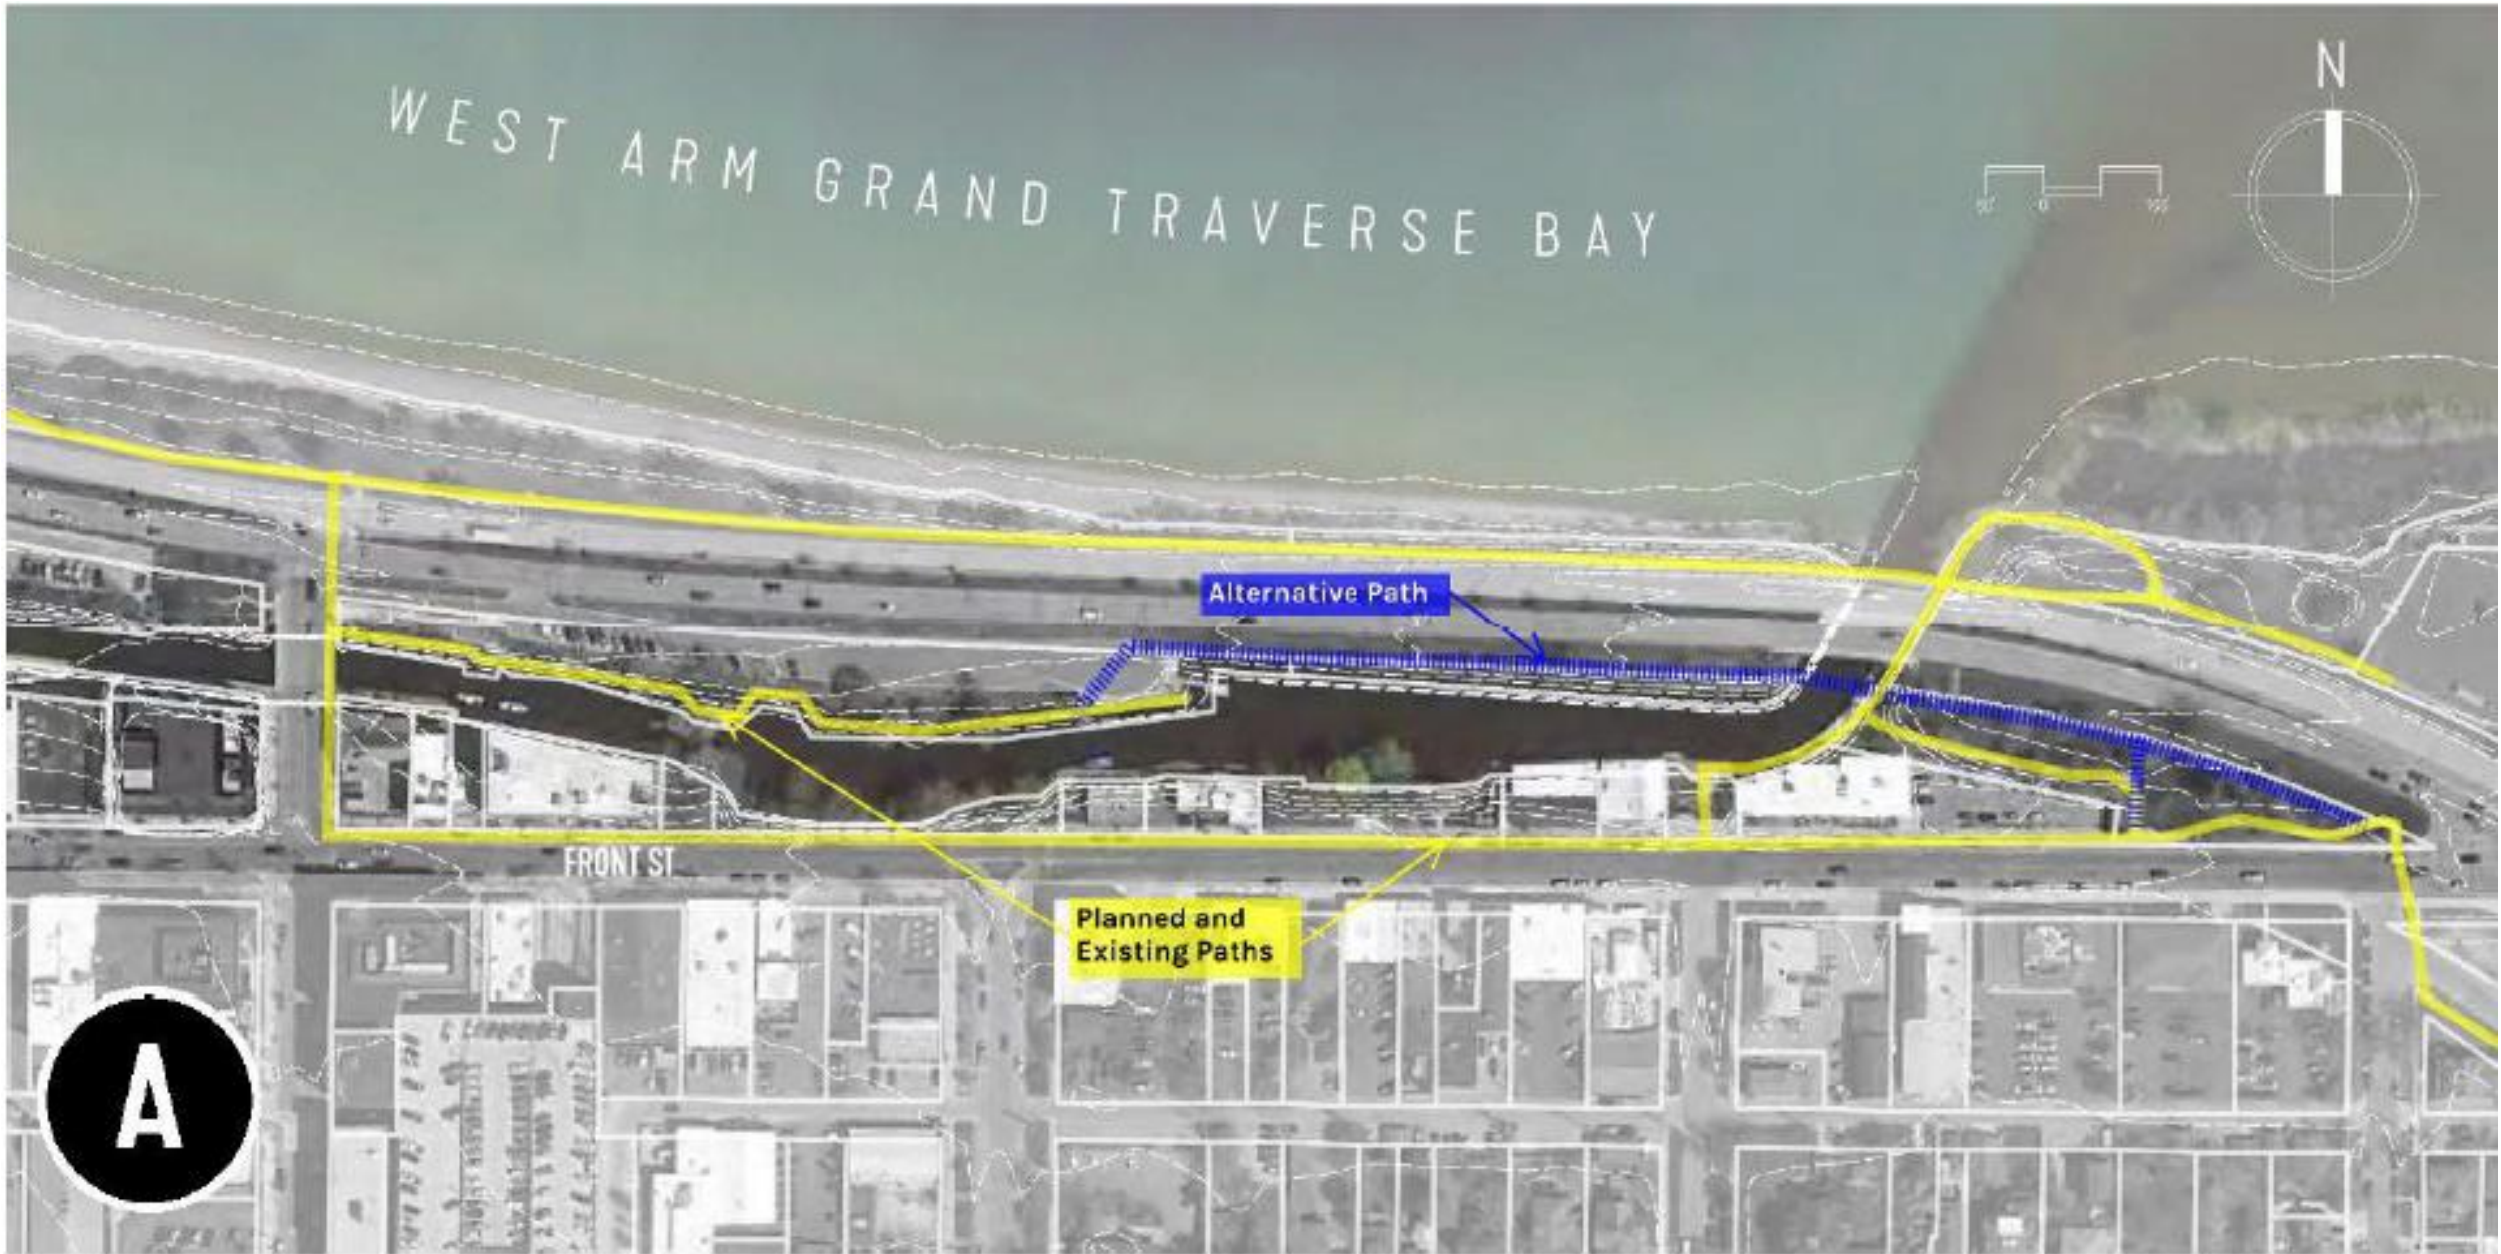 WEST ARM GRAND TRAVERSE BAY
N
Alternative Path
FRONT ST
Planned and
Existing Paths
A